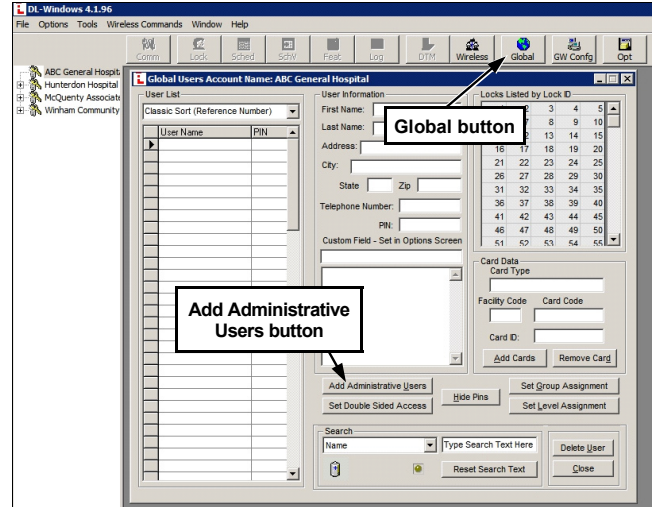 DL-Windows 4.1.96
File Options Tools Wireless Commands Window Help
Comm Lock Sched SchV Feat Log DTM Wireless Global GW Confg Opt
ABC General Hospit
Hunterdon Hospital
McQuenty Associate
Winham Community
Global Users Account Name: ABC General Hospital
User List
Classic Sort (Reference Number)
User Name PIN
User Information
First Name:
Last Name:
Address:
City:
State Zip
Telephone Number:
PIN:
Custom Field - Set in Options Screen
Global button
Locks Listed by Lock ID
3 4 5
8 9 10
13 14 15
16 17 18 19 20
21 22 23 24 25
26 27 28 29 30
31 32 33 34 35
36 37 38 39 40
41 42 43 44 45
46 47 48 49 50
51 52 53 54 55
Card Data
Card Type
Facility Code Card Code
Card ID:
Add Cards Remove Card
Add Administrative
Users button
Add Administrative Users
Set Double Sided Access
Hide Pins
Set Group Assignment
Set Level Assignment
Search
Name Type Search Text Here
Reset Search Text
Delete User
Close